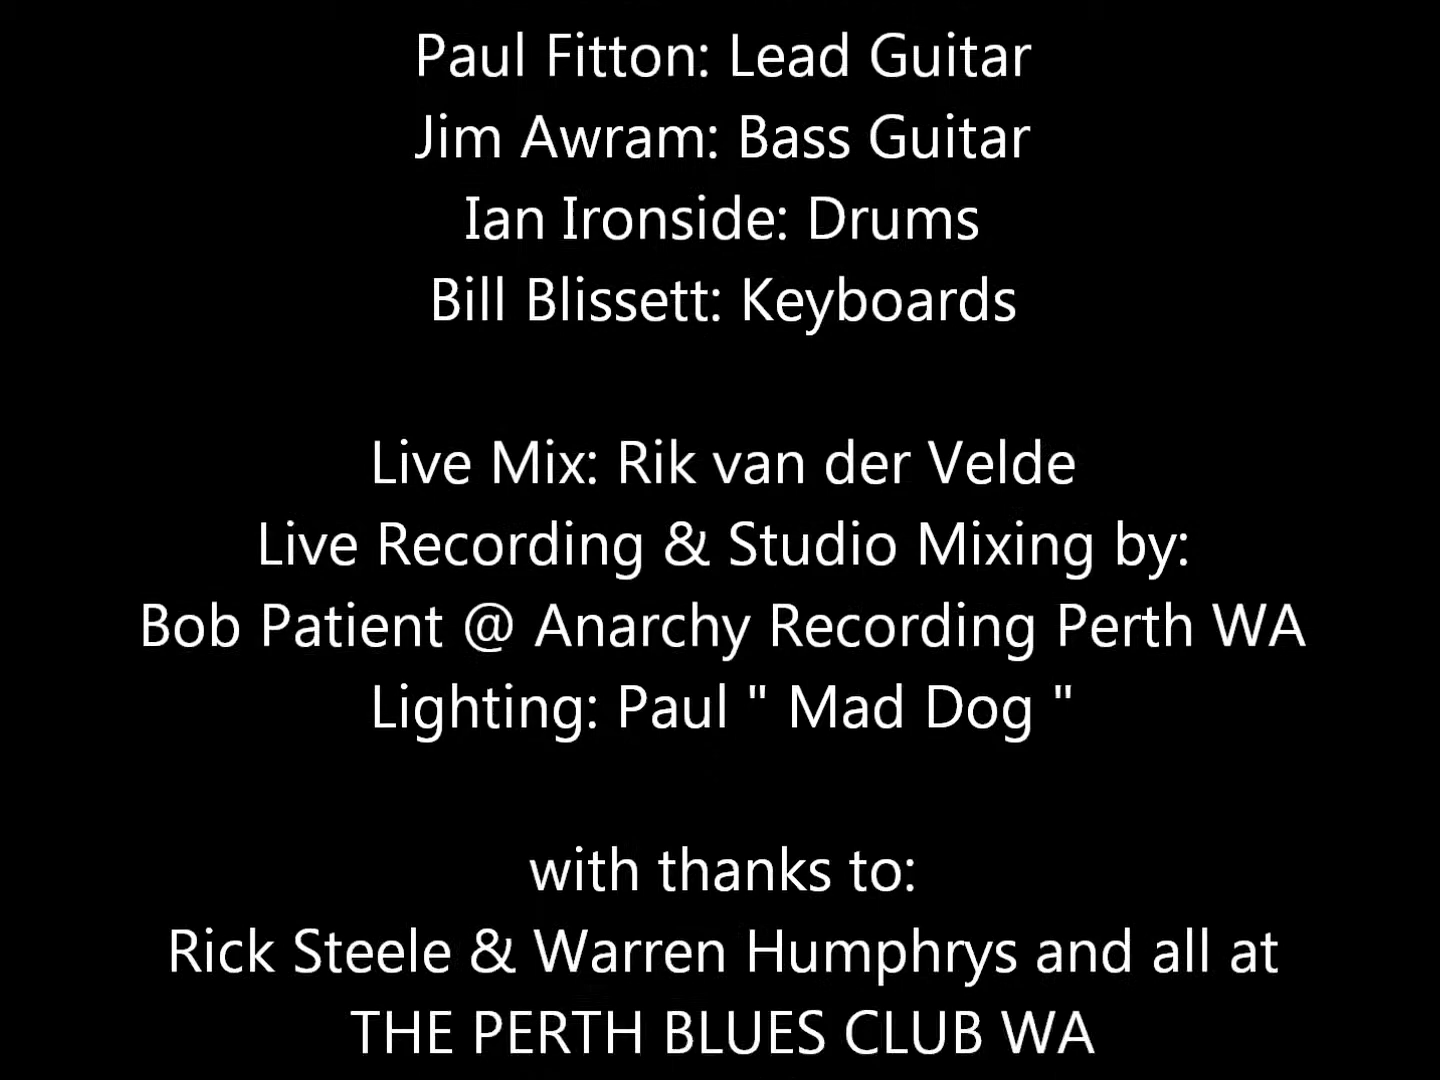 Paul Fitton: Lead Guitar
Jim Awram: Bass Guitar
Ian Ironside: Drums
Bill Blissett: Keyboards
Live Mix: Rik van der Velde
Live Recording & Studio Mixing by:
Bob Patient @ Anarchy Recording Perth WA
Lighting: Paul " Mad Dog "
with thanks to:
Rick Steele & Warren Humphrys and all at
THE PERTH BLUES CLUB WA